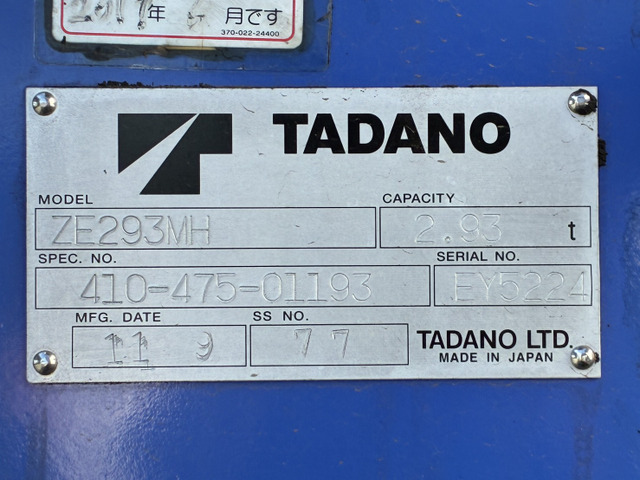 年 月です
370-022-24400
TADANO
MODEL CAPACITY
ZE293MH 2.93 t
SPEC. NO. SERIAL NO.
410-475-01193 EY5224
MFG. DATE SS NO.
11 9 77 TADANO LTD.
MADE IN JAPAN